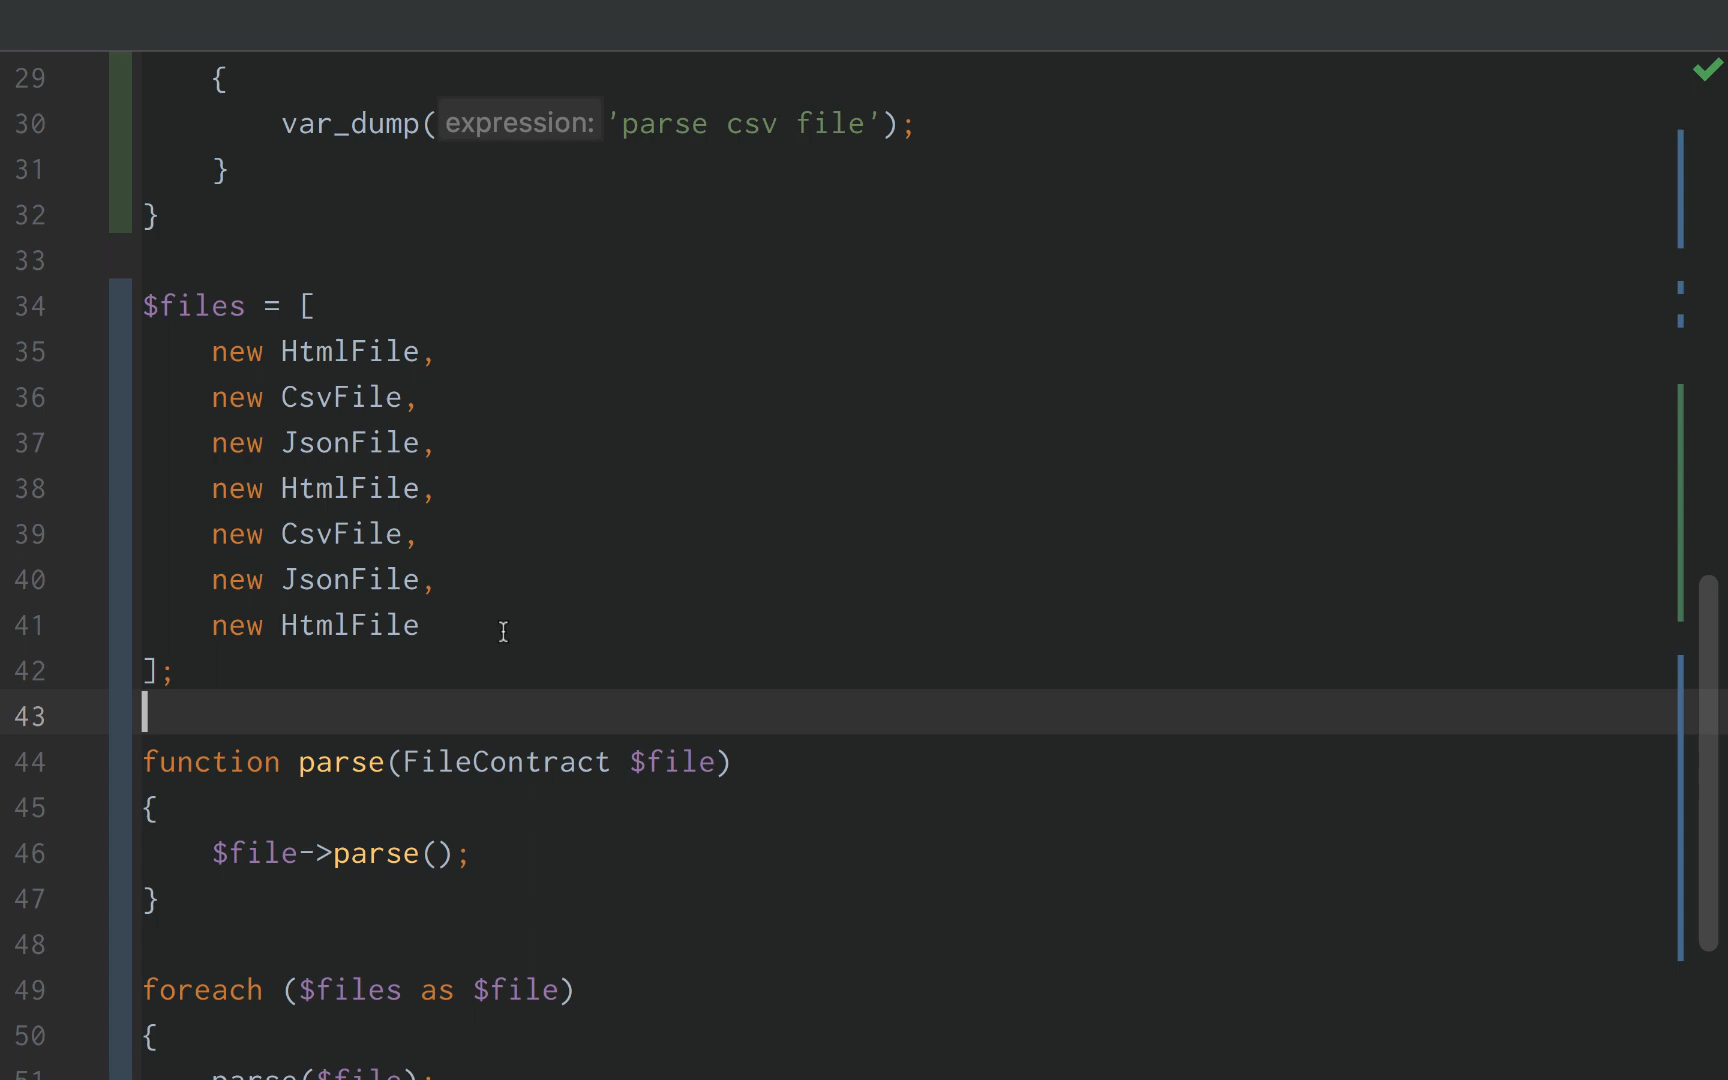 29 {
30 var_dump( expression: 'parse csv file');
31 }
32 }
33
34 $files = [
35 new HtmlFile,
36 new CsvFile,
37 new JsonFile,
38 new HtmlFile,
39 new CsvFile,
40 new JsonFile,
41 new HtmlFile
42 ];
43
44 function parse(FileContract $file)
45 {
46 $file->parse();
47 }
48
49 foreach ($files as $file)
50 {
51 parse($file);